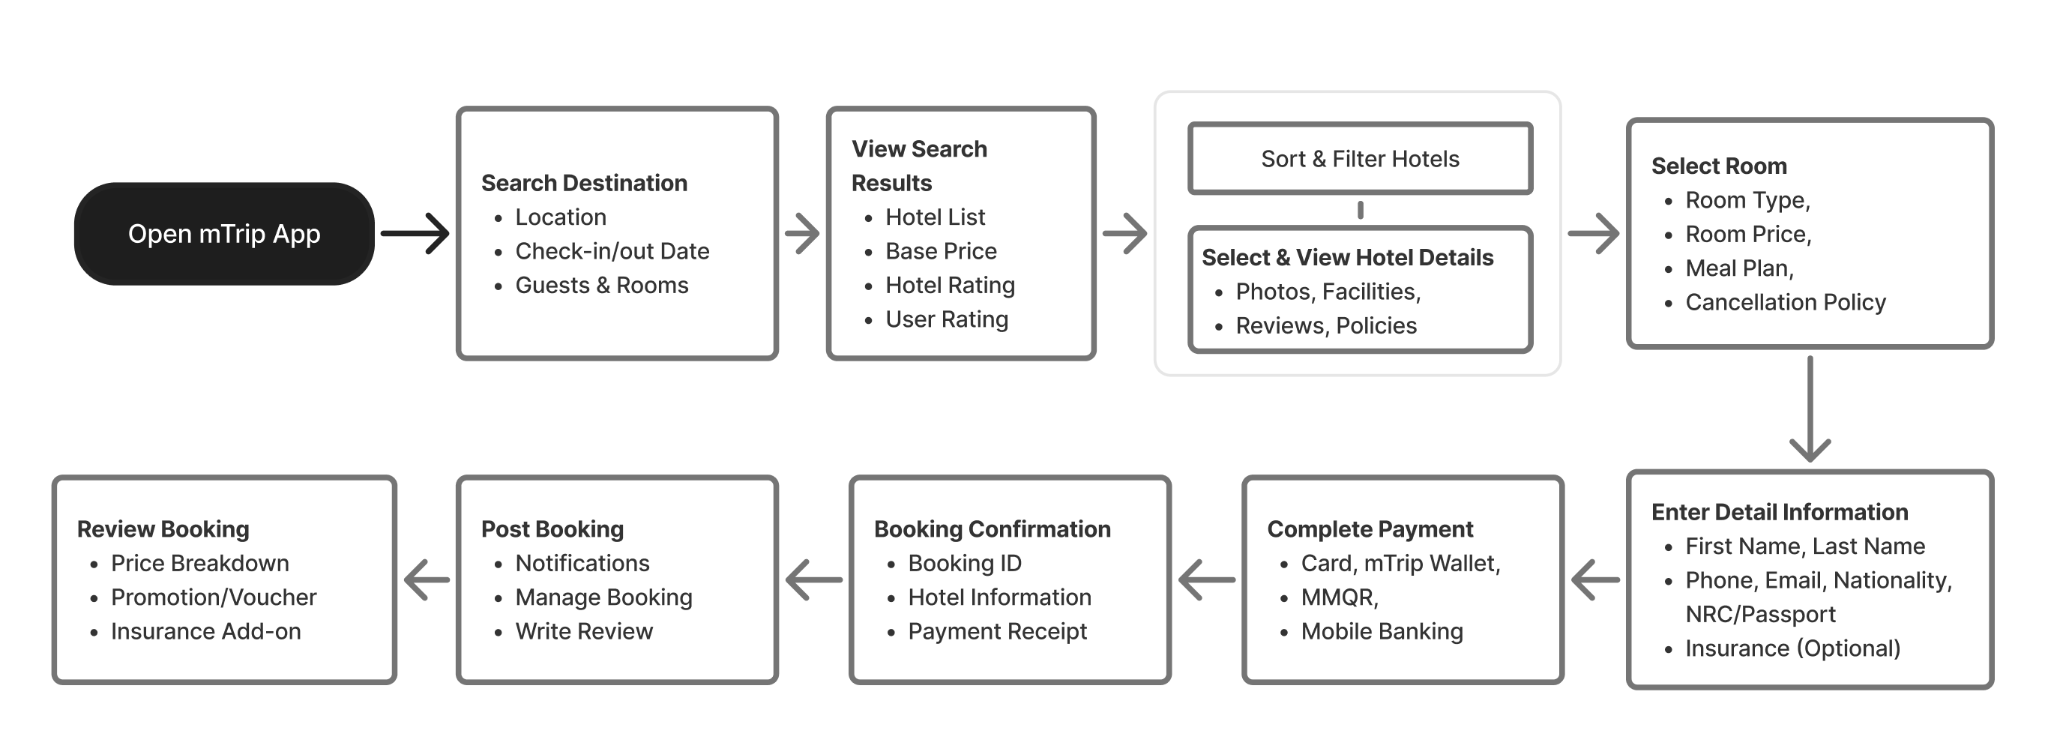 Open mTrip App
Search Destination
• Location
• Check-in/out Date
• Guests & Rooms
View Search
Results
• Hotel List
• Base Price
• Hotel Rating
• User Rating
Sort & Filter Hotels
Select & View Hotel Details
• Photos, Facilities,
• Reviews, Policies
Select Room
• Room Type,
• Room Price,
• Meal Plan,
• Cancellation Policy
Enter Detail Information
• First Name, Last Name
• Phone, Email, Nationality,
NRC/Passport
• Insurance (Optional)
Complete Payment
• Card, mTrip Wallet,
• MMQR,
• Mobile Banking
Booking Confirmation
• Booking ID
• Hotel Information
• Payment Receipt
Post Booking
• Notifications
• Manage Booking
• Write Review
Review Booking
• Price Breakdown
• Promotion/Voucher
• Insurance Add-on